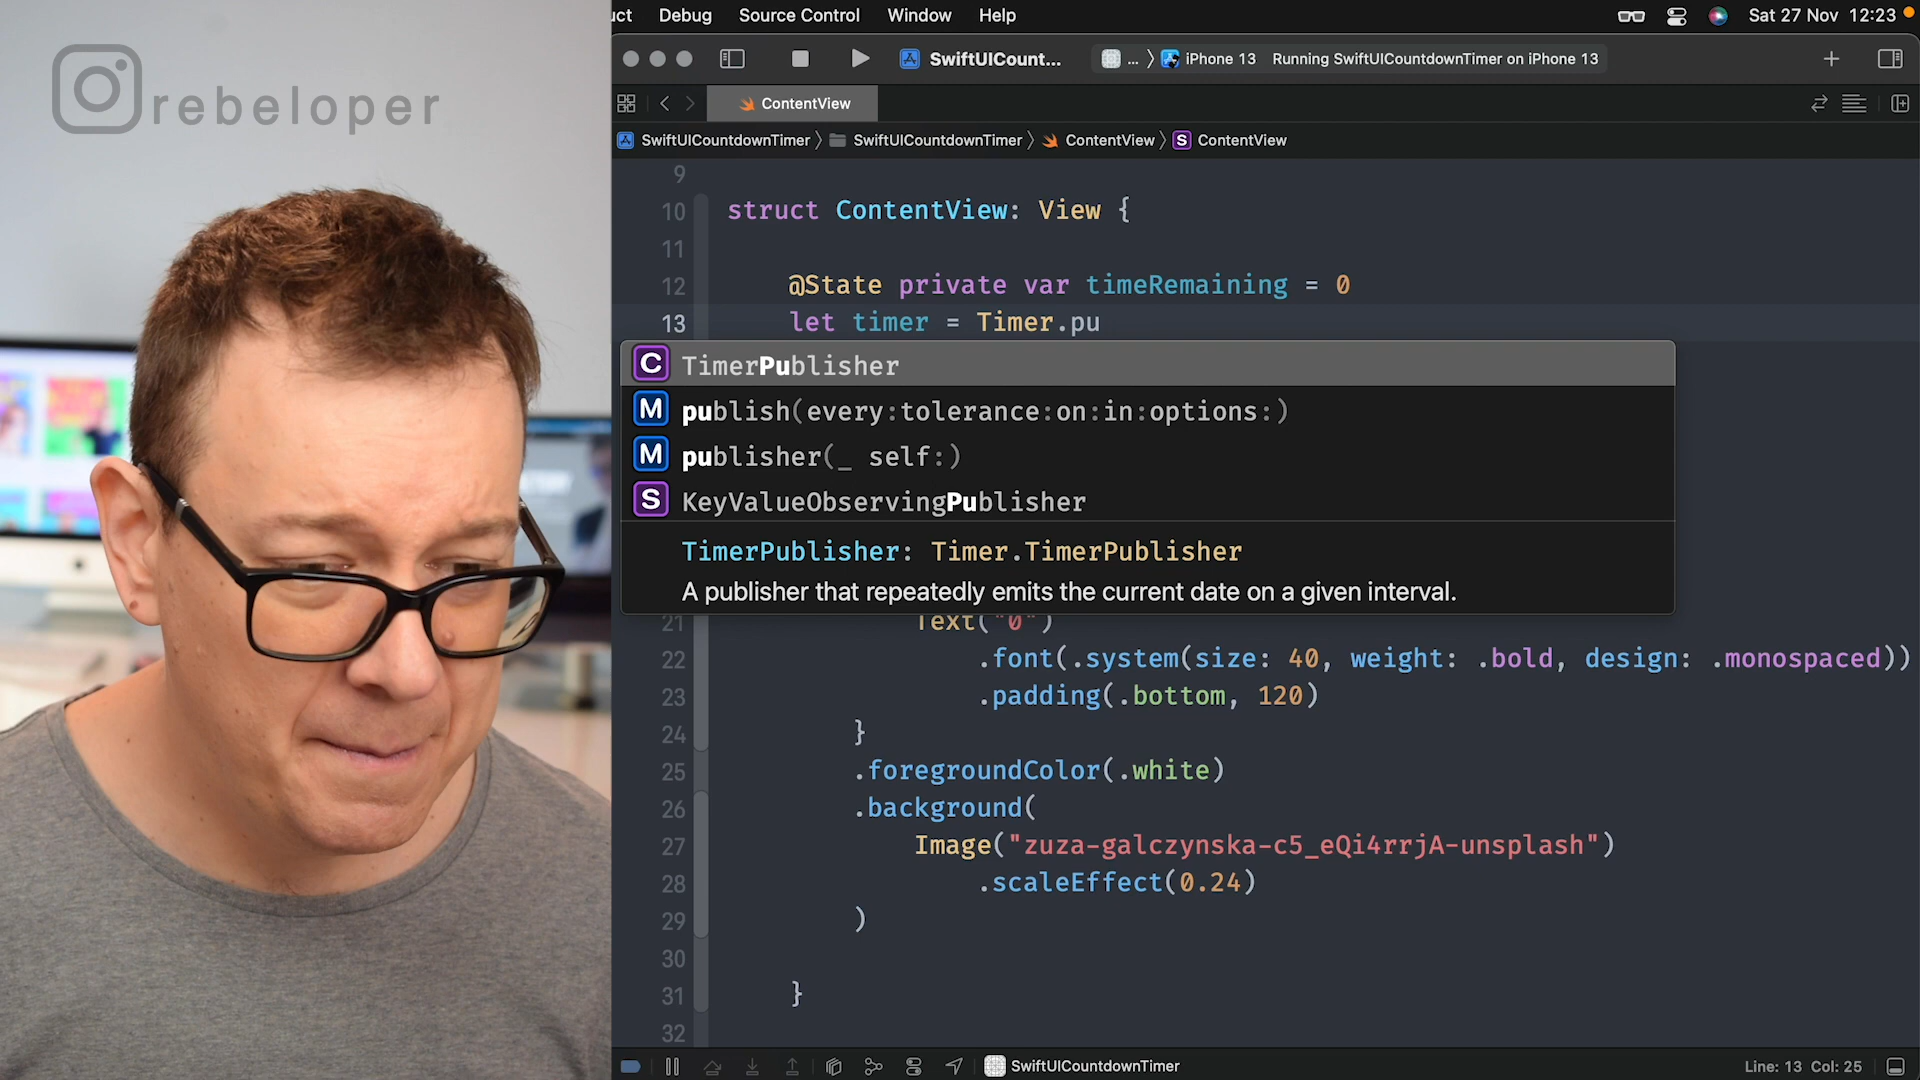 uct Debug Source Control Window Help Sat 27 Nov 12:23
rebeloper
SwiftUICount... ... iPhone 13 Running SwiftUICountdownTimer on iPhone 13
ContentView
SwiftUICountdownTimer SwiftUICountdownTimer ContentView S ContentView
9
10 struct ContentView: View {
11
12 @State private var timeRemaining = 0
13 let timer = Timer.pu
C TimerPublisher
M publish(every:tolerance:on:in:options:)
M publisher(_ self:)
S KeyValueObservingPublisher
TimerPublisher: Timer.TimerPublisher
A publisher that repeatedly emits the current date on a given interval.
21 Text("0")
22 .font(.system(size: 40, weight: .bold, design: .monospaced))
23 .padding(.bottom, 120)
24 }
25 .foregroundColor(.white)
26 .background(
27 Image("zuza-galczynska-c5_eQi4rrjA-unsplash")
28 .scaleEffect(0.24)
29 )
30
31 }
32
SwiftUICountdownTimer Line: 13 Col: 25